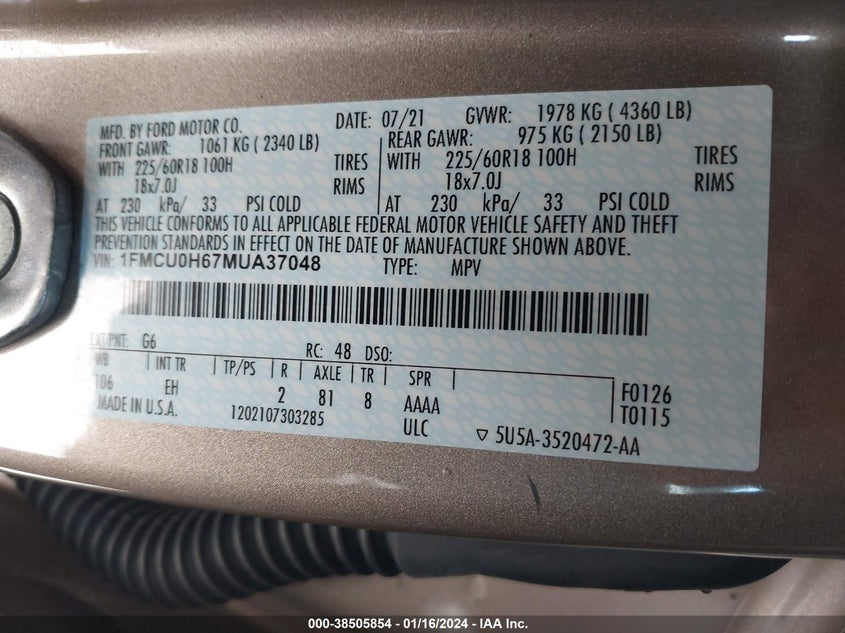 MFD. BY FORD MOTOR CO. DATE: 07/21 GVWR: 1978 KG ( 4360 LB)
FRONT GAWR: 1061 KG ( 2340 LB) REAR GAWR: 975 KG ( 2150 LB)
WITH 225/60R18 100H TIRES WITH 225/60R18 100H TIRES
18x7.0J RIMS 18x7.0J RIMS
AT 230 kPa/ 33 PSI COLD AT 230 kPa/ 33 PSI COLD
THIS VEHICLE CONFORMS TO ALL APPLICABLE FEDERAL MOTOR VEHICLE SAFETY AND THEFT
PREVENTION STANDARDS IN EFFECT ON THE DATE OF MANUFACTURE SHOWN ABOVE.
VIN: 1FMCU0H67MUA37048 TYPE: MPV
EXT PNT: G6 RC: 48 DSO:
WB INT TR TP/PS R AXLE TR SPR
106 EH 2 81 8 AAAA F0126
MADE IN U.S.A. 1202107303285 ULC T0115
▽ 5U5A-3520472-AA
000-38505854 - 01/16/2024 - IAA Inc.